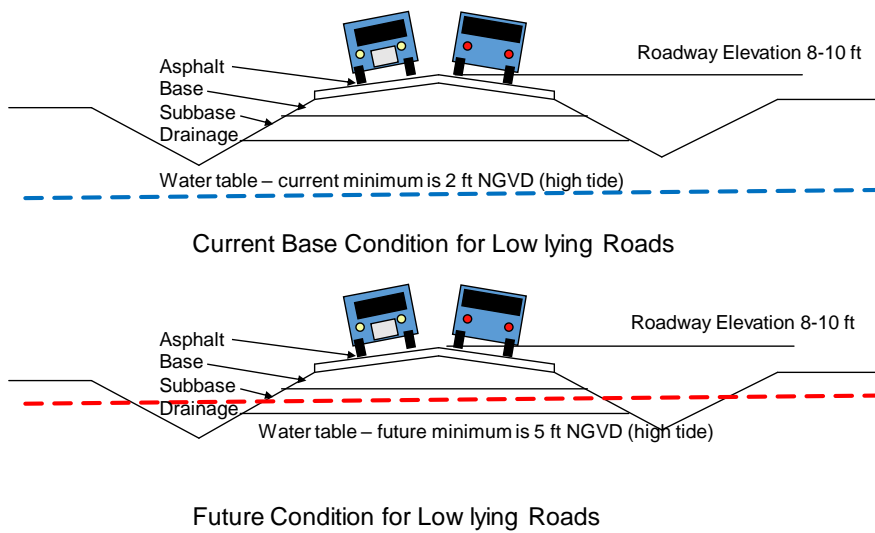 Roadway Elevation 8-10 ft
Asphalt
Base
Subbase
Drainage
Water table – current minimum is 2 ft NGVD (high tide)
Current Base Condition for Low lying Roads
Roadway Elevation 8-10 ft
Asphalt
Base
Subbase
Drainage
Water table – future minimum is 5 ft NGVD (high tide)
Future Condition for Low lying Roads